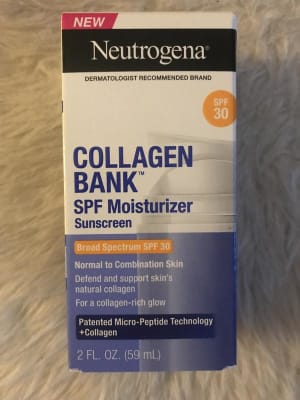 NEW
Neutrogena®
DERMATOLOGIST RECOMMENDED BRAND
SPF
30
COLLAGEN
BANK™
SPF Moisturizer
Sunscreen
Broad Spectrum SPF 30
Normal to Combination Skin
Defend and support skin's
natural collagen
For a collagen-rich glow
Patented Micro-Peptide Technology
+Collagen
2 FL. OZ. (59 mL)